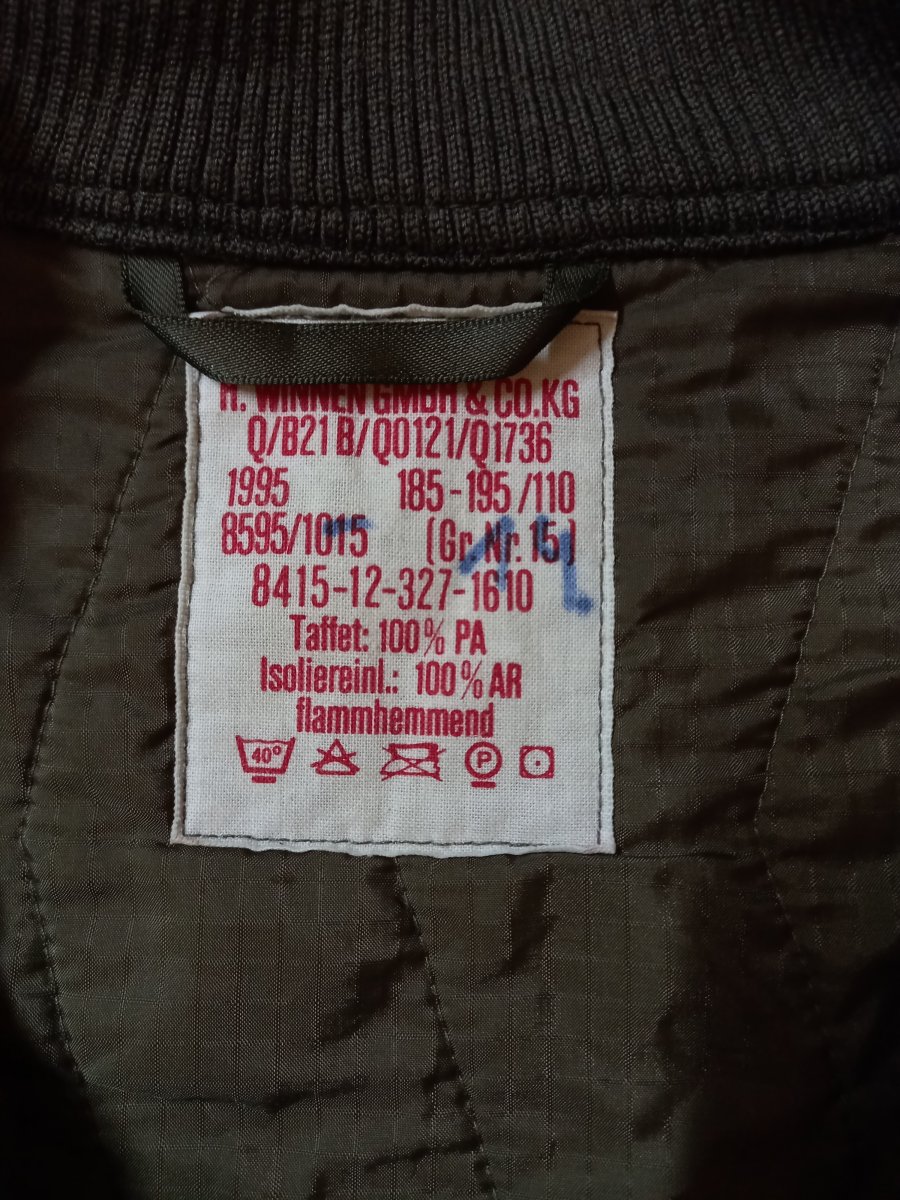 H. WINNEN GMBH & CO.KG
Q/B21 B/Q0121/Q1736
1995 185-195/110
8595/1015 (Gr.Nr. 15)
8415-12-327-1610
Taffet: 100% PA
Isoliereinl.: 100% AR
flammhemmend
40° P